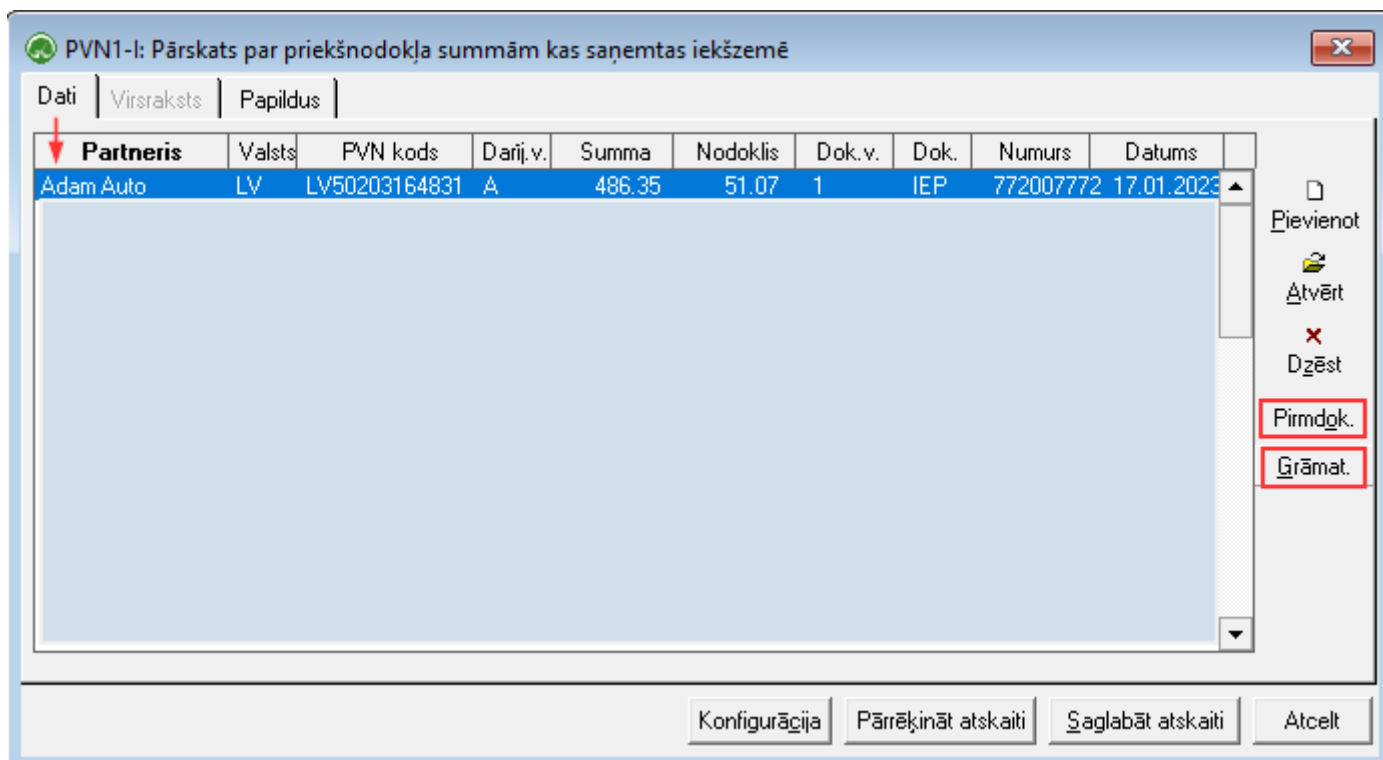 PVN1-I: Pārskats par priekšnodokļa summām kas saņemtas iekšzemē
Dati Virsraksts Papildus
Partneris Valsts PVN kods Darīj.v. Summa Nodoklis Dok.v. Dok. Numurs Datums
Adam Auto LV LV50203164831 A 486.35 51.07 1 IEP 772007772 17.01.2023
Pievienot
Atvērt
Dzēst
Pirmdok.
Grāmat.
Konfigurācija Pārrēķināt atskaiti Saglabāt atskaiti Atcelt